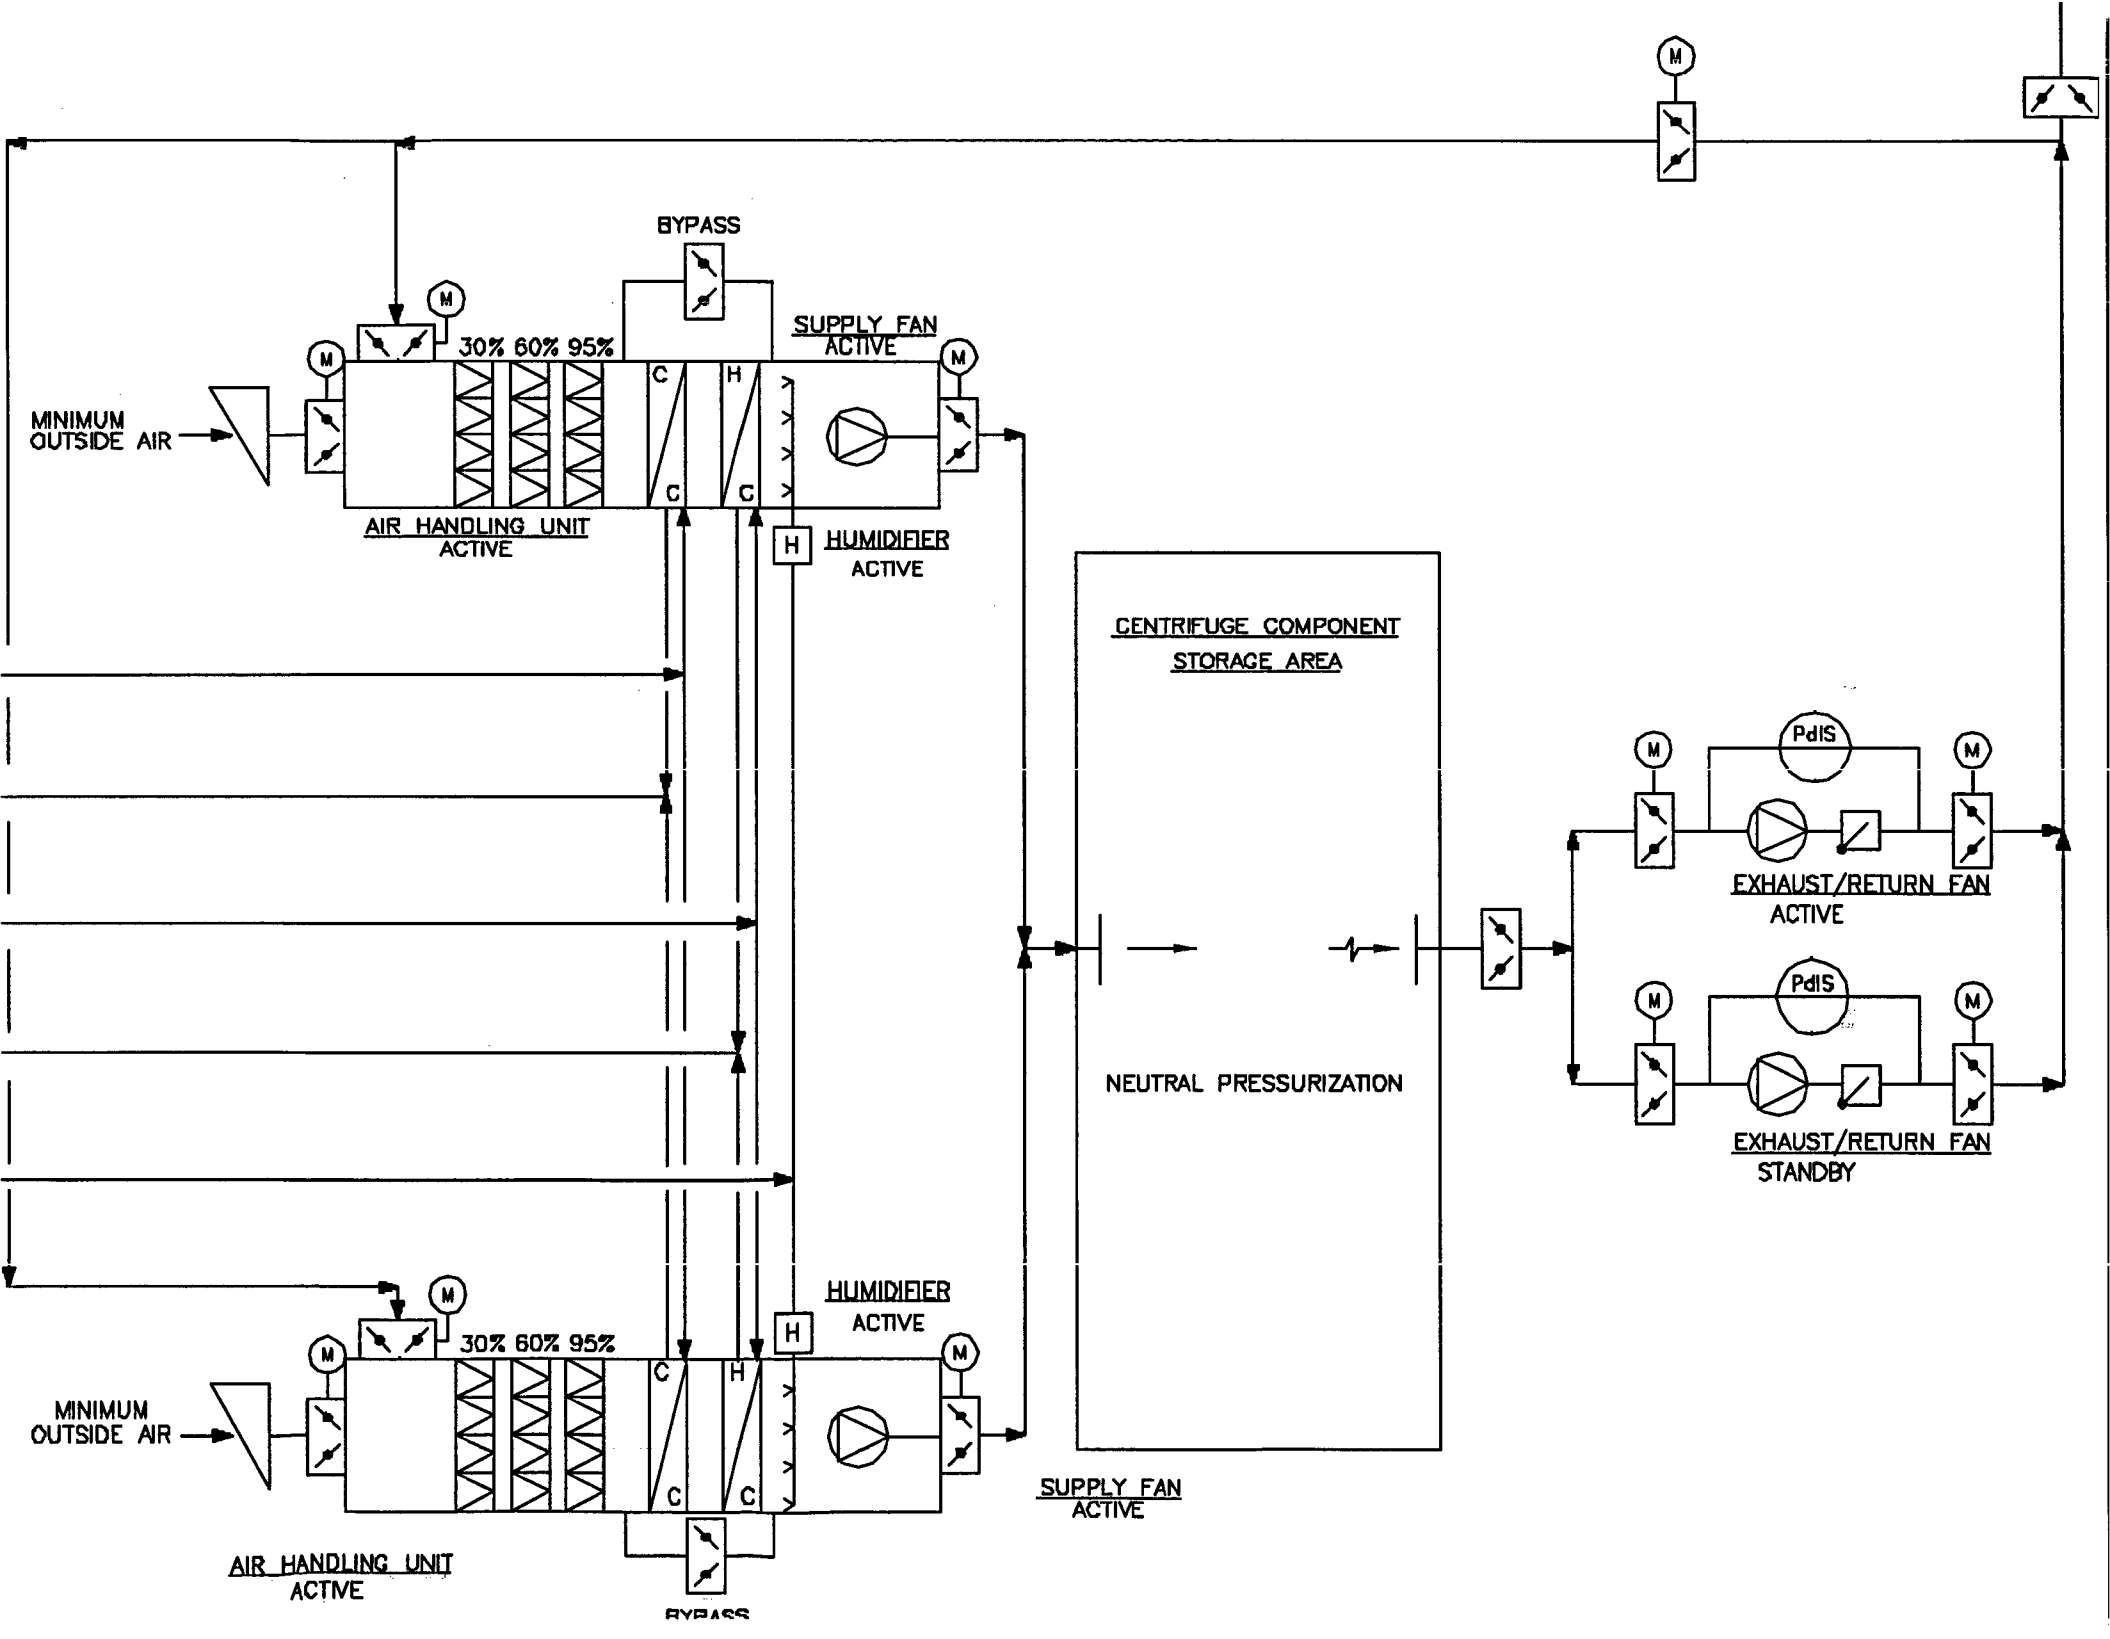 M
M
BYPASS
M
SUPPLY FAN
ACTIVE
30% 60% 95%
M
M
C
H
MINIMUM
OUTSIDE AIR
C
C
AIR HANDLING UNIT
ACTIVE
H
HUMIDIFIER
ACTIVE
CENTRIFUGE COMPONENT
STORAGE AREA
M
PdIS
M
EXHAUST/RETURN FAN
ACTIVE
M
PdIS
M
NEUTRAL PRESSURIZATION
EXHAUST/RETURN FAN
STANDBY
HUMIDIFIER
ACTIVE
M
H
30% 60% 95%
M
M
C
H
MINIMUM
OUTSIDE AIR
C
C
SUPPLY FAN
ACTIVE
AIR HANDLING UNIT
ACTIVE
BYPASS